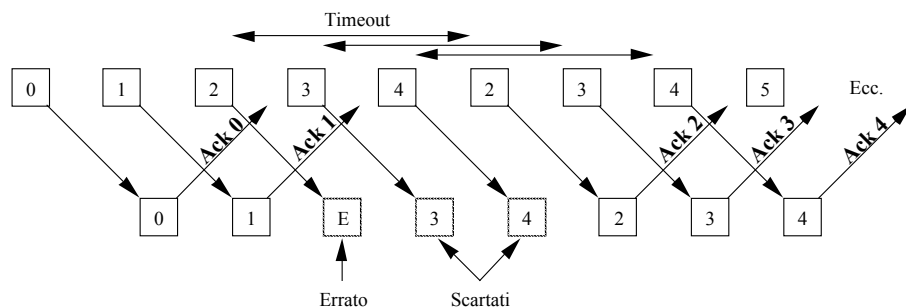 Timeout
0 1 2 3 4 2 3 4 5 Ecc.
Ack 0 Ack 1 Ack 2 Ack 3 Ack 4
0 1 E 3 4 2 3 4
Errato Scartati